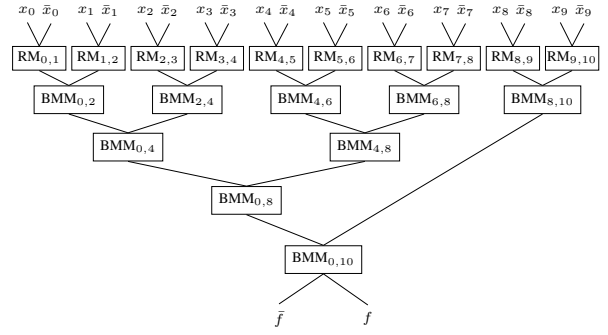 x₀ x̄₀ x₁ x̄₁ x₂ x̄₂ x₃ x̄₃ x₄ x̄₄ x₅ x̄₅ x₆ x̄₆ x₇ x̄₇ x₈ x̄₈ x₉ x̄₉
RM₀,₁ RM₁,₂ RM₂,₃ RM₃,₄ RM₄,₅ RM₅,₆ RM₆,₇ RM₇,₈ RM₈,₉ RM₉,₁₀
BMM₀,₂ BMM₂,₄ BMM₄,₆ BMM₆,₈ BMM₈,₁₀
BMM₀,₄ BMM₄,₈
BMM₀,₈
BMM₀,₁₀
f̄ f